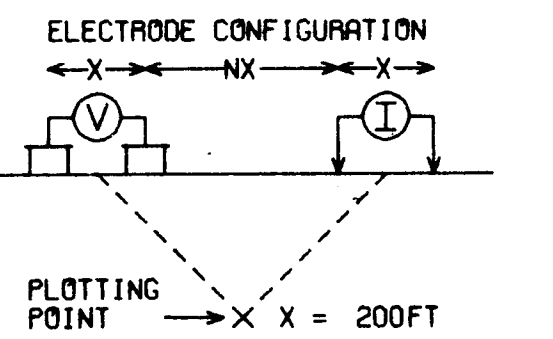 ELECTRODE CONFIGURATION
X NX X
V I
PLOTTING
POINT X X = 200FT